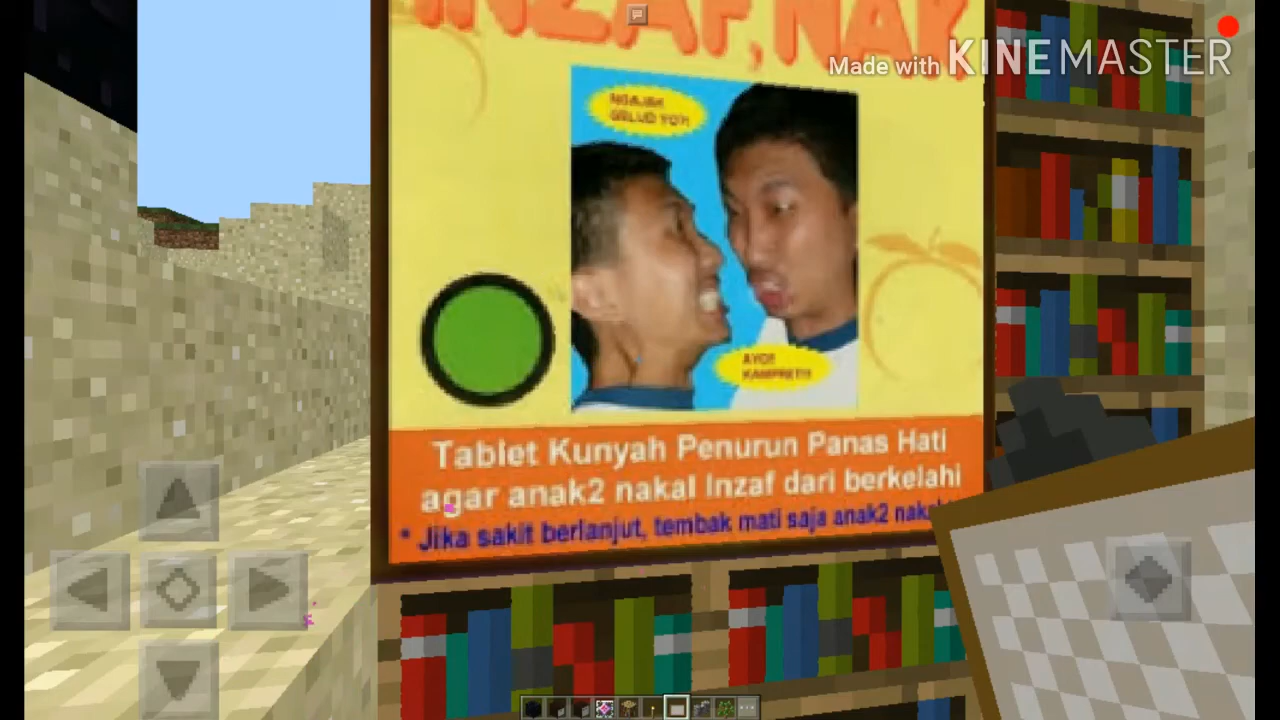 INZAF, NAK
Made with KINEMASTER
NGAJAK
GELUD YO?!
AYO!!
KAMPRET!!
Tablet Kunyah Penurun Panas Hati
agar anak2 nakal Inzaf dari berkelahi
* Jika sakit berlanjut, tembak mati saja anak2